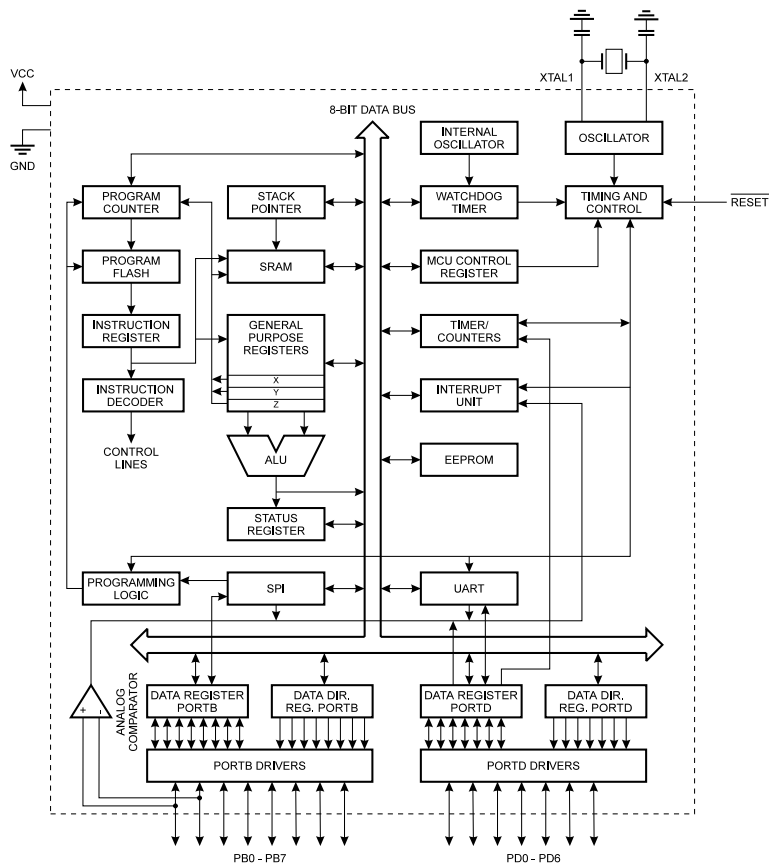 XTAL1
XTAL2
VCC
GND
8-BIT DATA BUS
INTERNAL
OSCILLATOR
OSCILLATOR
PROGRAM
COUNTER
STACK
POINTER
WATCHDOG
TIMER
TIMING AND
CONTROL
RESET
PROGRAM
FLASH
SRAM
MCU CONTROL
REGISTER
INSTRUCTION
REGISTER
GENERAL
PURPOSE
REGISTERS
X
Y
Z
TIMER/
COUNTERS
INSTRUCTION
DECODER
INTERRUPT
UNIT
CONTROL
LINES
ALU
EEPROM
STATUS
REGISTER
PROGRAMMING
LOGIC
SPI
UART
+
-
ANALOG
COMPARATOR
DATA REGISTER
PORTB
DATA DIR.
REG. PORTB
DATA REGISTER
PORTD
DATA DIR.
REG. PORTD
PORTB DRIVERS
PORTD DRIVERS
PB0 - PB7
PD0 - PD6